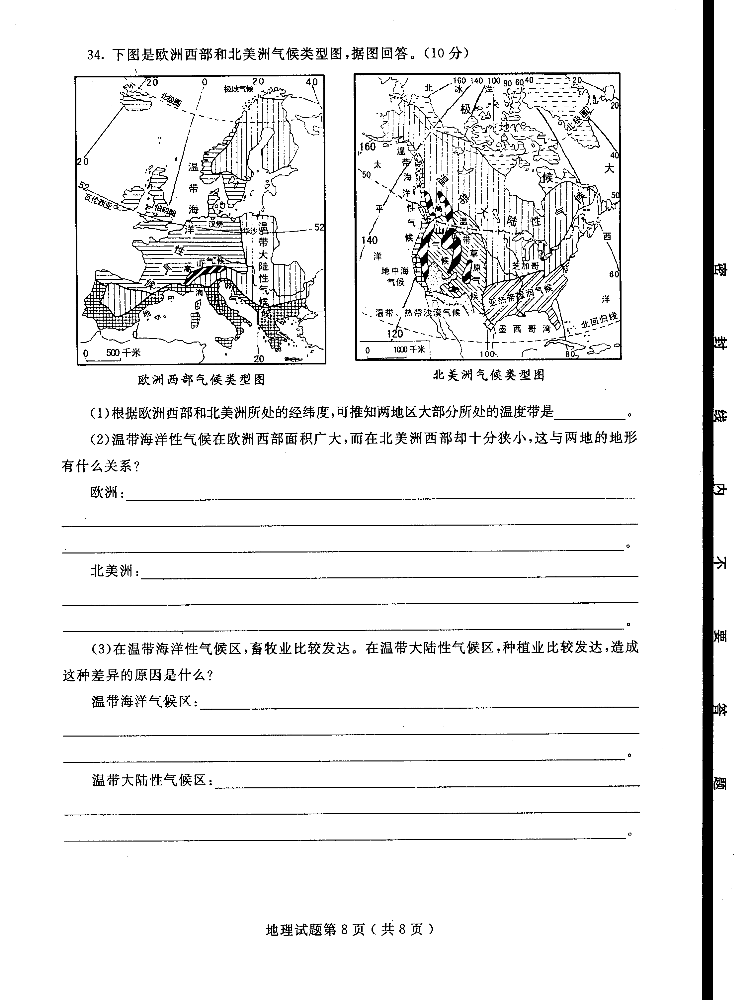 34. 下图是欧洲西部和北美洲气候类型图,据图回答。(10 分)
20
0
20
40
极地气候
北极圈
20
52
瓦伦西亚
伯明翰
汉堡
华沙
52
温带海洋性气候
温带大陆性气候
高山气候
地中海气候
0
20
0 500 千米
欧洲西部气候类型图
160 140 100 80 60 40 20
北冰洋
极地气候
北极圈
20
40
50
60
160
50
140
120
100
80
太平洋
大西洋
温带海洋性气候
温带大陆性气候
高山气候
温带草原气候
地中海
气候
芝加哥
亚热带湿润气候
温带、热带沙漠气候
墨西哥湾
北回归线
0 1000 千米
北美洲气候类型图
(1)根据欧洲西部和北美洲所处的经纬度,可推知两地区大部分所处的温度带是________。
(2)温带海洋性气候在欧洲西部面积广大,而在北美洲西部却十分狭小,这与两地的地形
有什么关系?
欧洲:________
________
________。
北美洲:________
________
________。
(3)在温带海洋性气候区,畜牧业比较发达。在温带大陆性气候区,种植业比较发达,造成
这种差异的原因是什么?
温带海洋气候区:________
________
________。
温带大陆性气候区:________
________
________。
地理试题第 8 页 ( 共 8 页 )
密封线内不要答题